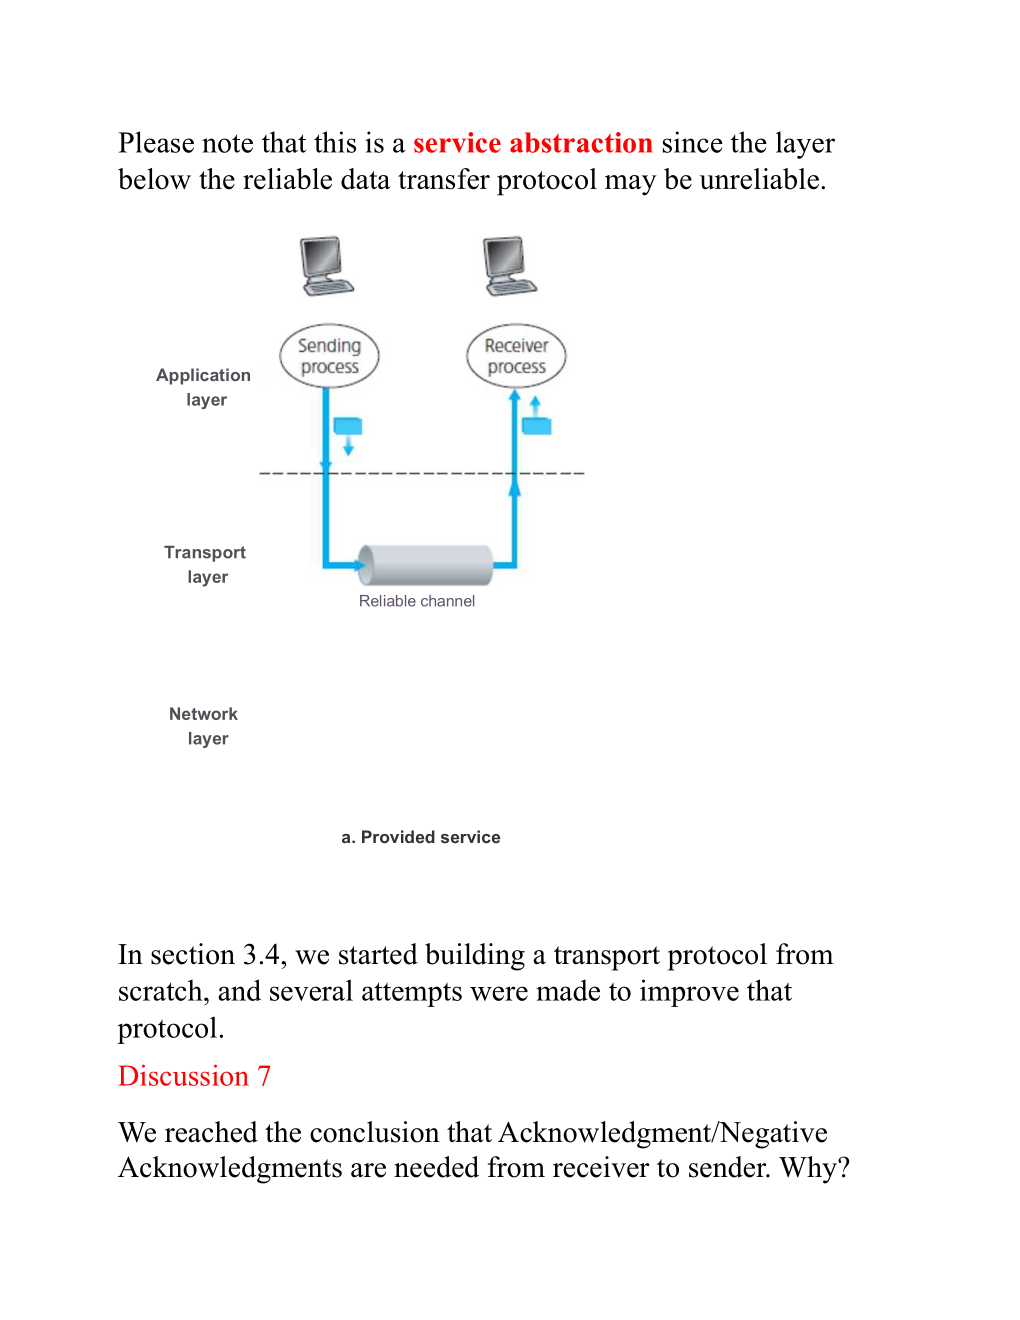 Please note that this is a service abstraction since the layer
below the reliable data transfer protocol may be unreliable.
Sending
process
Receiver
process
Application
layer
Transport
layer
Reliable channel
Network
layer
a. Provided service
In section 3.4, we started building a transport protocol from
scratch, and several attempts were made to improve that
protocol.
Discussion 7
We reached the conclusion that Acknowledgment/Negative
Acknowledgments are needed from receiver to sender. Why?